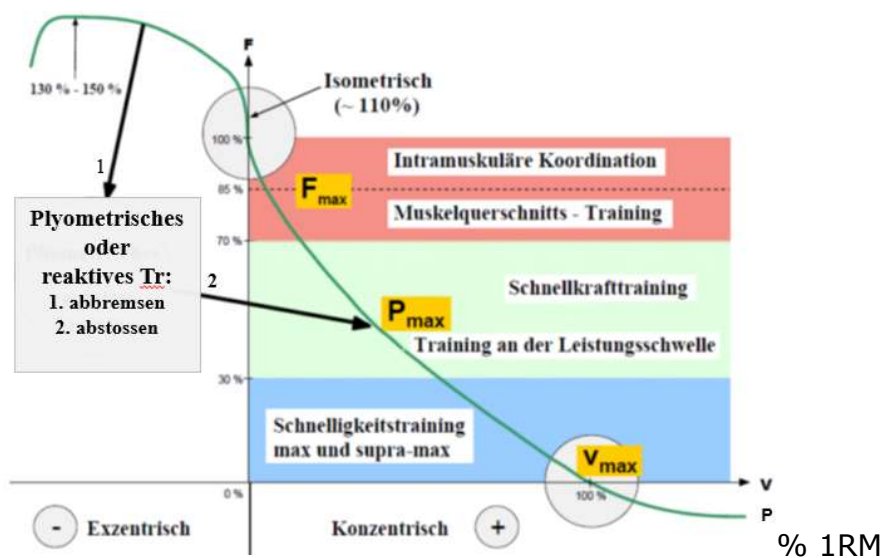 F
130 % - 150 %
Isometrisch
(~ 110%)
100 %
Intramuskuläre Koordination
1
85 %
Fmax
Muskelquerschnitts - Training
70 %
Plyometrisches
oder
reaktives Tr:
1. abbremsen
2. abstossen
2
Schnellkrafttraining
Pmax
Training an der Leistungsschwelle
30 %
Schnelligkeitstraining
max und supra-max
Vmax
0 %
100 %
V
P
- Exzentrisch
Konzentrisch +
% 1RM